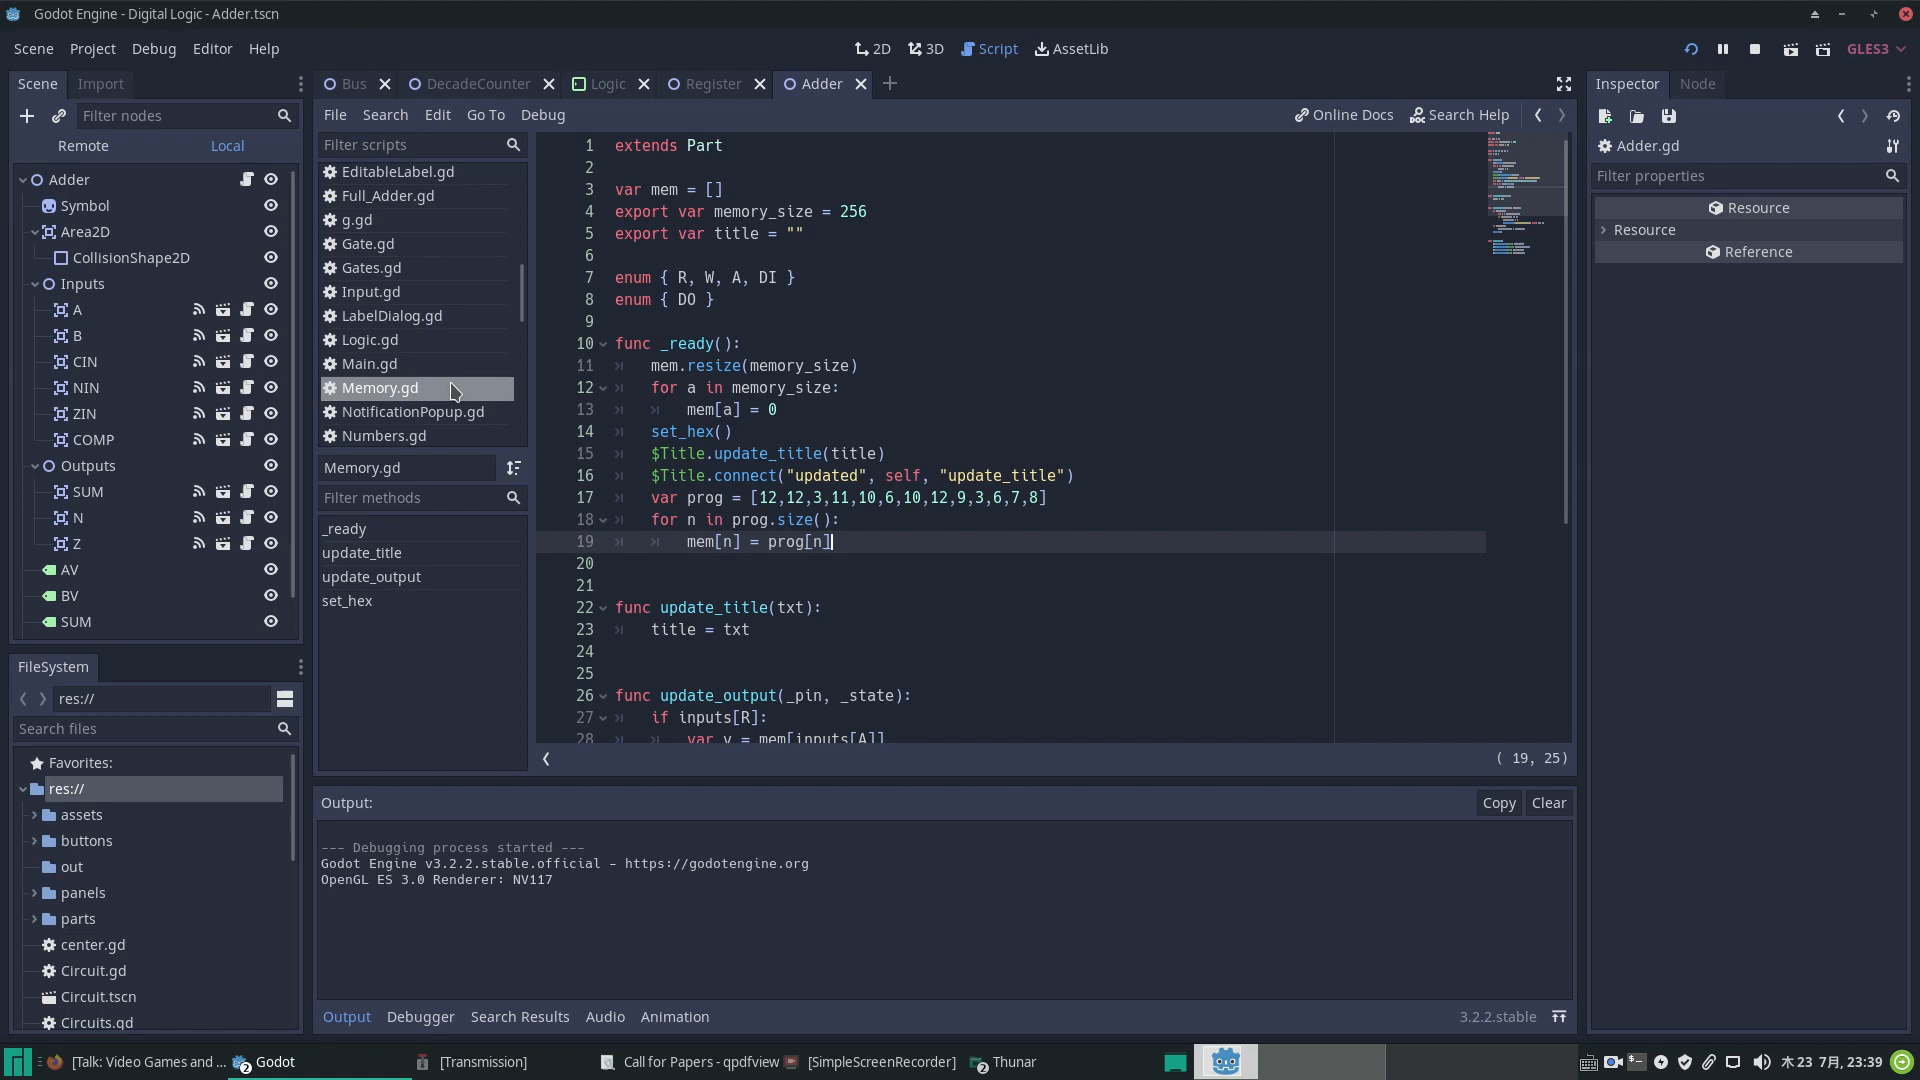 Godot Engine - Digital Logic - Adder.tscn
Scene Project Debug Editor Help
2D 3D Script AssetLib
GLES3
Scene Import
Filter nodes
Remote Local
Adder
Symbol
Area2D
CollisionShape2D
Inputs
A
B
CIN
NIN
ZIN
COMP
Outputs
SUM
N
Z
AV
BV
SUM
FileSystem
res://
Search files
Favorites:
res://
assets
buttons
out
panels
parts
center.gd
Circuit.gd
Circuit.tscn
Circuits.gd
Bus DecadeCounter Logic Register Adder
File Search Edit Go To Debug
Online Docs Search Help
Filter scripts
EditableLabel.gd
Full_Adder.gd
g.gd
Gate.gd
Gates.gd
Input.gd
LabelDialog.gd
Logic.gd
Main.gd
Memory.gd
NotificationPopup.gd
Numbers.gd
Memory.gd
Filter methods
_ready
update_title
update_output
set_hex
1 extends Part
2
3 var mem = []
4 export var memory_size = 256
5 export var title = ""
6
7 enum { R, W, A, DI }
8 enum { DO }
9
10 func _ready():
11 mem.resize(memory_size)
12 for a in memory_size:
13 mem[a] = 0
14 set_hex()
15 $Title.update_title(title)
16 $Title.connect("updated", self, "update_title")
17 var prog = [12,12,3,11,10,6,10,12,9,3,6,7,8]
18 for n in prog.size():
19 mem[n] = prog[n]
20
21
22 func update_title(txt):
23 title = txt
24
25
26 func update_output(_pin, _state):
27 if inputs[R]:
28 var v = mem[inputs[A]]
( 19, 25)
Output:
Copy Clear
--- Debugging process started ---
Godot Engine v3.2.2.stable.official - https://godotengine.org
OpenGL ES 3.0 Renderer: NV117
Output Debugger Search Results Audio Animation
3.2.2.stable
Inspector Node
Adder.gd
Filter properties
Resource
Resource
Reference
[Talk: Video Games and ... 2 Godot [Transmission] Call for Papers - qpdfview [SimpleScreenRecorder] 2 Thunar 2 木 23 7月, 23:39